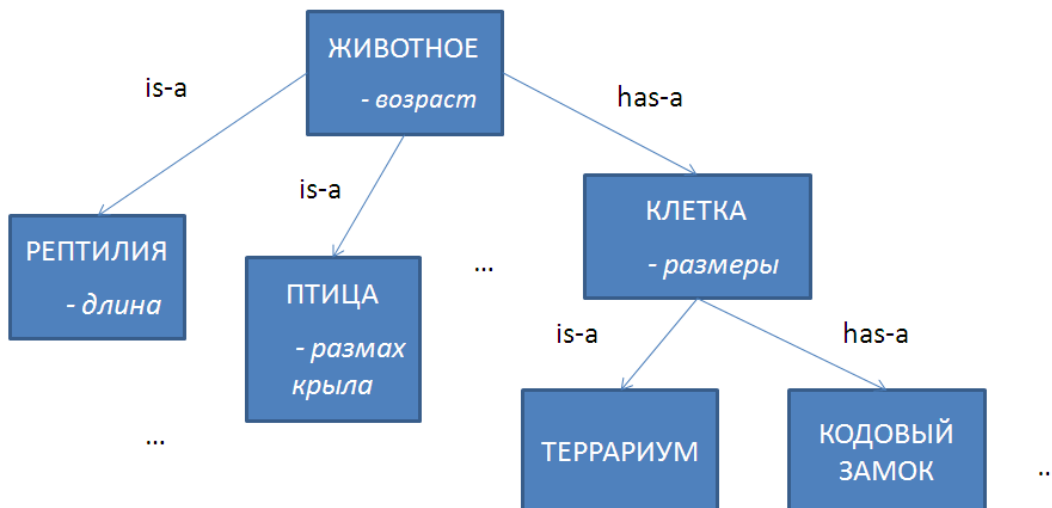 ЖИВОТНОЕ
- возраст
is-a
has-a
is-a
РЕПТИЛИЯ
- длина
ПТИЦА
- размах
крыла
...
КЛЕТКА
- размеры
is-a
has-a
...
ТЕРРАРИУМ
КОДОВЫЙ
ЗАМОК
..